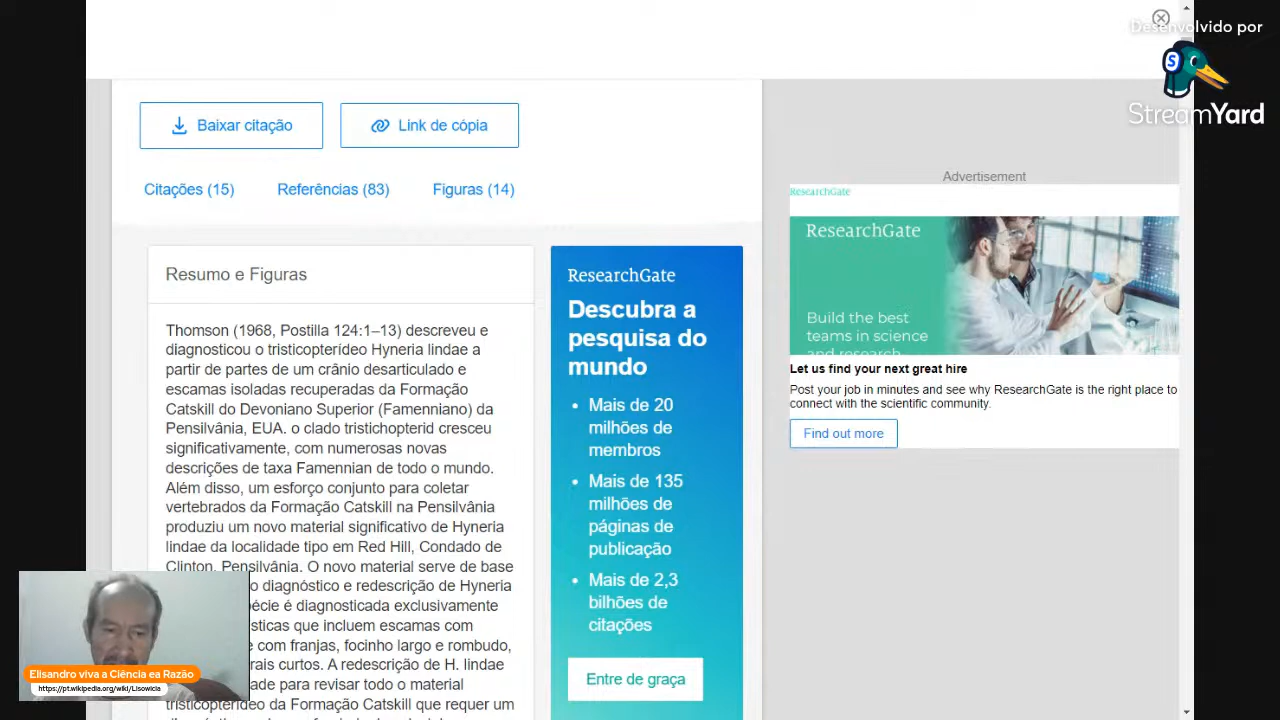 Desenvolvido por
StreamYard
Baixar citação
Link de cópia
Citações (15)
Referências (83)
Figuras (14)
Resumo e Figuras
Thomson (1968, Postilla 124:1–13) descreveu e
diagnosticou o tristicopterídeo Hyneria lindae a
partir de partes de um crânio desarticulado e
escamas isoladas recuperadas da Formação
Catskill do Devoniano Superior (Famenniano) da
Pensilvânia, EUA. o clado tristichopterid cresceu
significativamente, com numerosas novas
descrições de taxa Famennian de todo o mundo.
Além disso, um esforço conjunto para coletar
vertebrados da Formação Catskill na Pensilvânia
produziu um novo material significativo de Hyneria
lindae da localidade tipo em Red Hill, Condado de
Clinton, Pensilvânia. O novo material serve de base
o diagnóstico e redescrição de Hyneria
é diagnosticada exclusivamente
que incluem escamas com
com franjas, focinho largo e rombudo,
curtos. A redescrição de H. lindae
para revisar todo o material
tristicopterídeo da Formação Catskill que requer um
ResearchGate
Descubra a
pesquisa do
mundo
• Mais de 20
milhões de
membros
• Mais de 135
milhões de
páginas de
publicação
• Mais de 2,3
bilhões de
citações
Entre de graça
Advertisement
ResearchGate
ResearchGate
Build the best
teams in science
and research
Let us find your next great hire
Post your job in minutes and see why ResearchGate is the right place to
connect with the scientific community.
Find out more
Elisandro viva a Ciência ea Razão
https://pt.wikipedia.org/wiki/Lisowicia